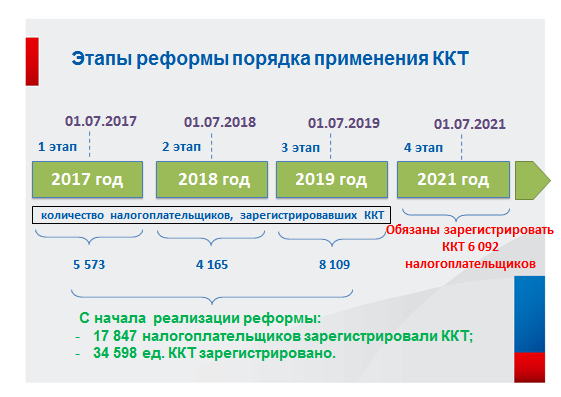 Этапы реформы порядка применения ККТ
01.07.2017
01.07.2018
01.07.2019
01.07.2021
1 этап
2 этап
3 этап
4 этап
2017 год
2018 год
2019 год
2021 год
количество налогоплательщиков, зарегистрировавших ККТ
Обязаны зарегистрировать
ККТ 6 092
налогоплательщиков
5 573
4 165
8 109
С начала реализации реформы:
- 17 847 налогоплательщиков зарегистрировали ККТ;
- 34 598 ед. ККТ зарегистрировано.